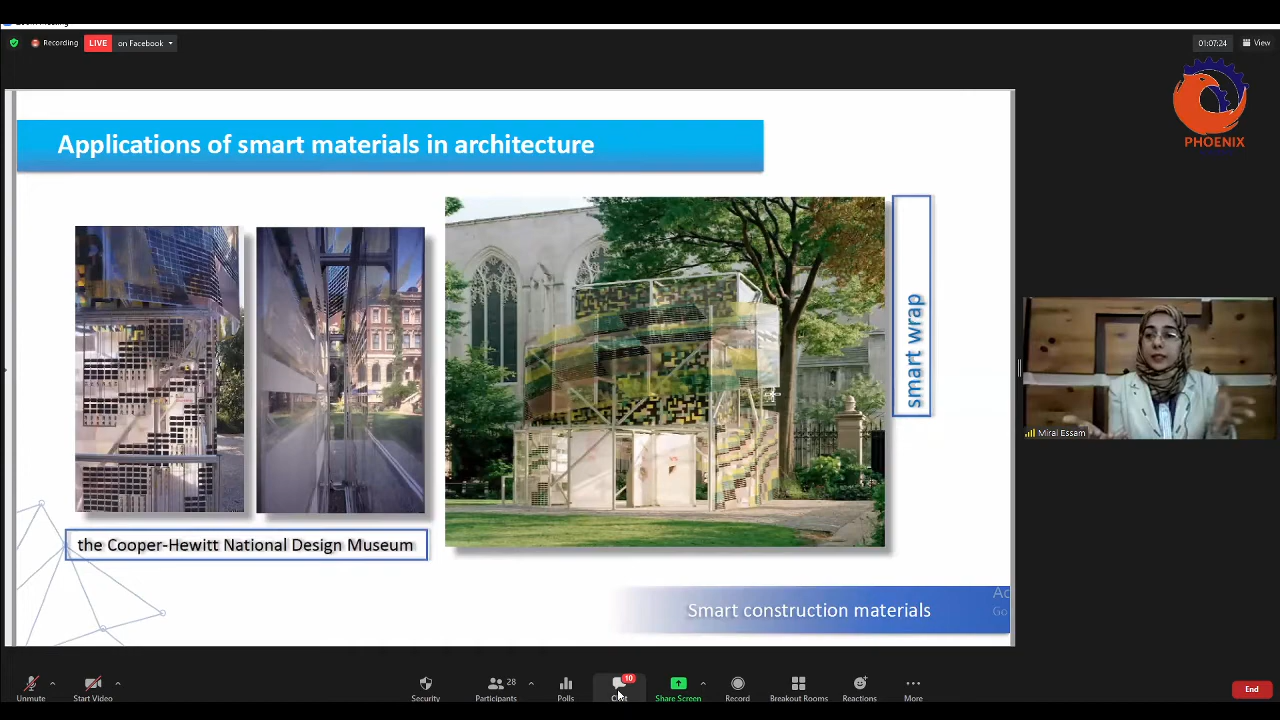 Recording
LIVE
on Facebook
01:07:24
View
PHOENIX
Applications of smart materials in architecture
smart wrap
the Cooper-Hewitt National Design Museum
Smart construction materials
Miral Essam
Unmute
Start Video
Security
28
Participants
Polls
10
Chat
Share Screen
Record
Breakout Rooms
Reactions
More
End